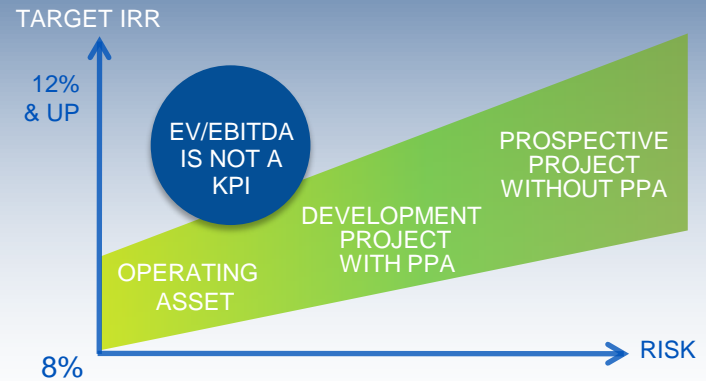 TARGET IRR
12%
& UP
EV/EBITDA
IS NOT A
KPI
PROSPECTIVE
PROJECT
WITHOUT PPA
DEVELOPMENT
PROJECT
WITH PPA
OPERATING
ASSET
RISK
8%